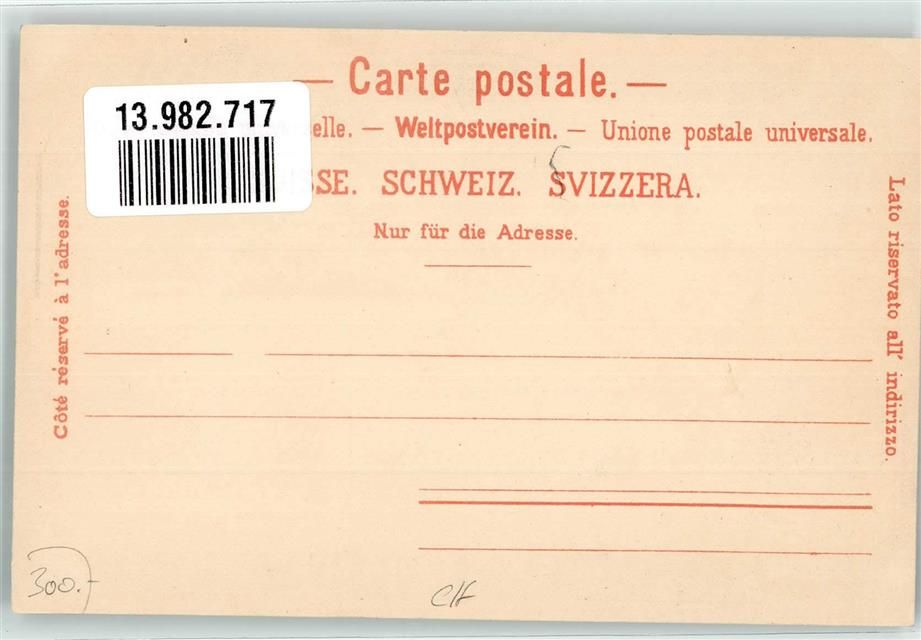 — Carte postale. —
13.982.717
elle. — Weltpostverein. — Unione postale universale.
SSE. SCHWEIZ. SVIZZERA.
Nur für die Adresse.
Côté réservé à l'adresse.
Lato riservato all' indirizzo.
300.-